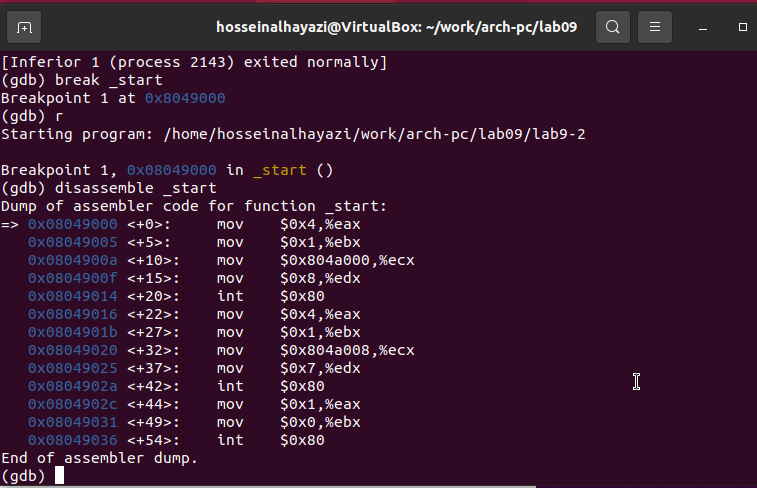 hosseinalhayazi@VirtualBox: ~/work/arch-pc/lab09
[Inferior 1 (process 2143) exited normally]
(gdb) break _start
Breakpoint 1 at 0x8049000
(gdb) r
Starting program: /home/hosseinalhayazi/work/arch-pc/lab09/lab9-2
Breakpoint 1, 0x08049000 in _start ()
(gdb) disassemble _start
Dump of assembler code for function _start:
=> 0x08049000 <+0>:     mov    $0x4,%eax
   0x08049005 <+5>:     mov    $0x1,%ebx
   0x0804900a <+10>:    mov    $0x804a000,%ecx
   0x0804900f <+15>:    mov    $0x8,%edx
   0x08049014 <+20>:    int    $0x80
   0x08049016 <+22>:    mov    $0x4,%eax
   0x0804901b <+27>:    mov    $0x1,%ebx
   0x08049020 <+32>:    mov    $0x804a008,%ecx
   0x08049025 <+37>:    mov    $0x7,%edx
   0x0804902a <+42>:    int    $0x80
   0x0804902c <+44>:    mov    $0x1,%eax
   0x08049031 <+49>:    mov    $0x0,%ebx
   0x08049036 <+54>:    int    $0x80
End of assembler dump.
(gdb)